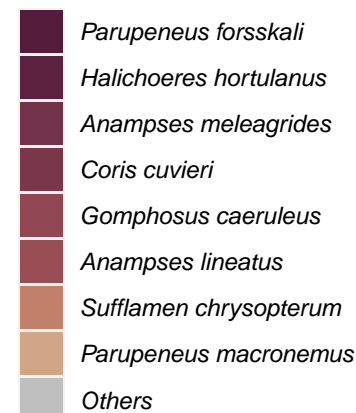 Parupeneus forsskali
Halichoeres hortulanus
Anampses meleagrides
Coris cuvieri
Gomphosus caeruleus
Anampses lineatus
Sufflamen chrysopterum
Parupeneus macronemus
Others